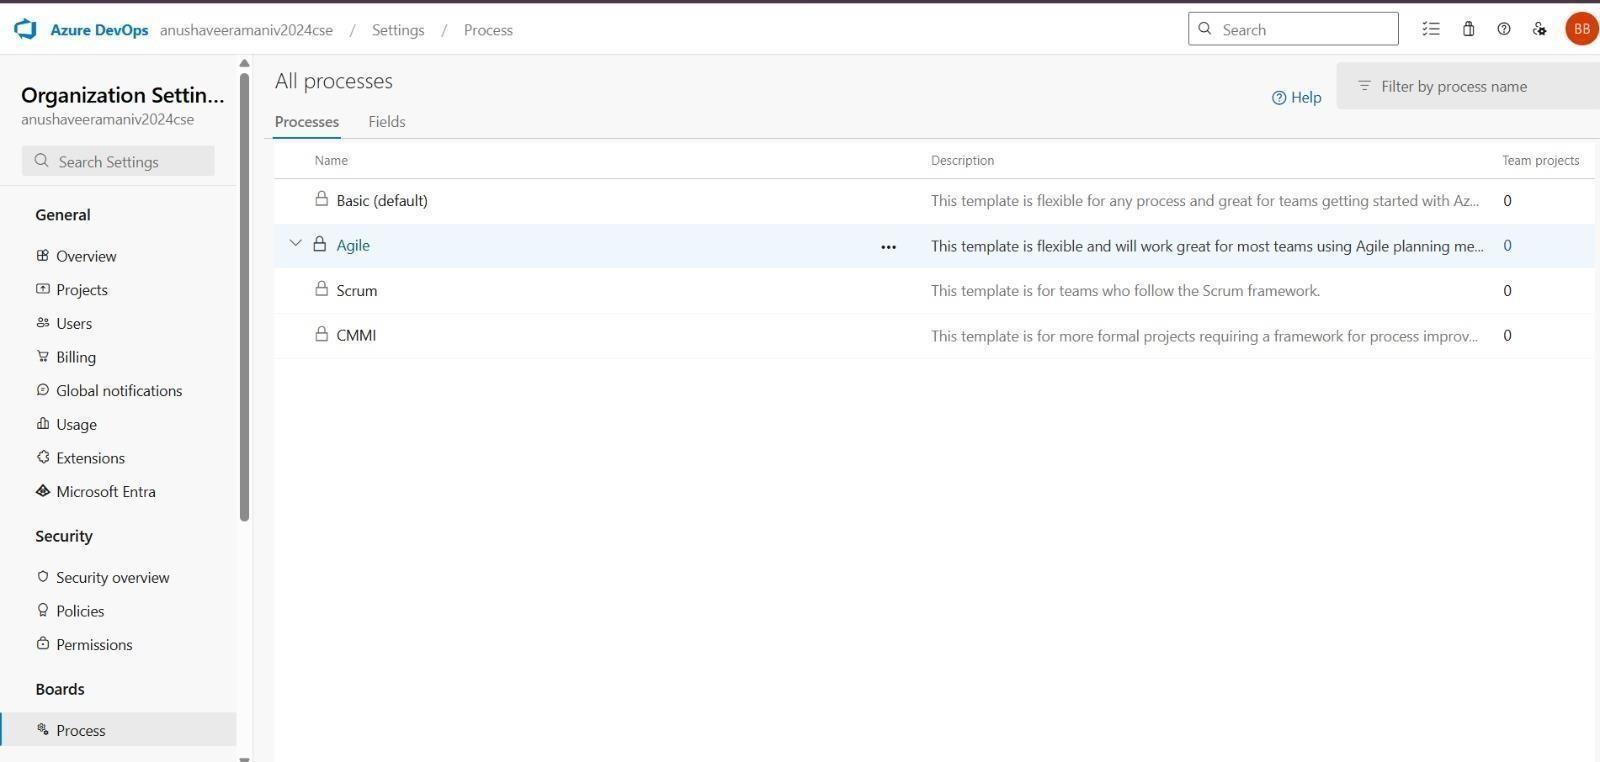 Azure DevOps anushaveeramaniv2024cse / Settings / Process
Search
BB
Organization Settin...
anushaveeramaniv2024cse
Search Settings
General
Overview
Projects
Users
Billing
Global notifications
Usage
Extensions
Microsoft Entra
Security
Security overview
Policies
Permissions
Boards
Process
All processes
Help
Filter by process name
Processes Fields
Name Description Team projects
Basic (default) This template is flexible for any process and great for teams getting started with Az... 0
Agile ... This template is flexible and will work great for most teams using Agile planning me... 0
Scrum This template is for teams who follow the Scrum framework. 0
CMMI This template is for more formal projects requiring a framework for process improv... 0